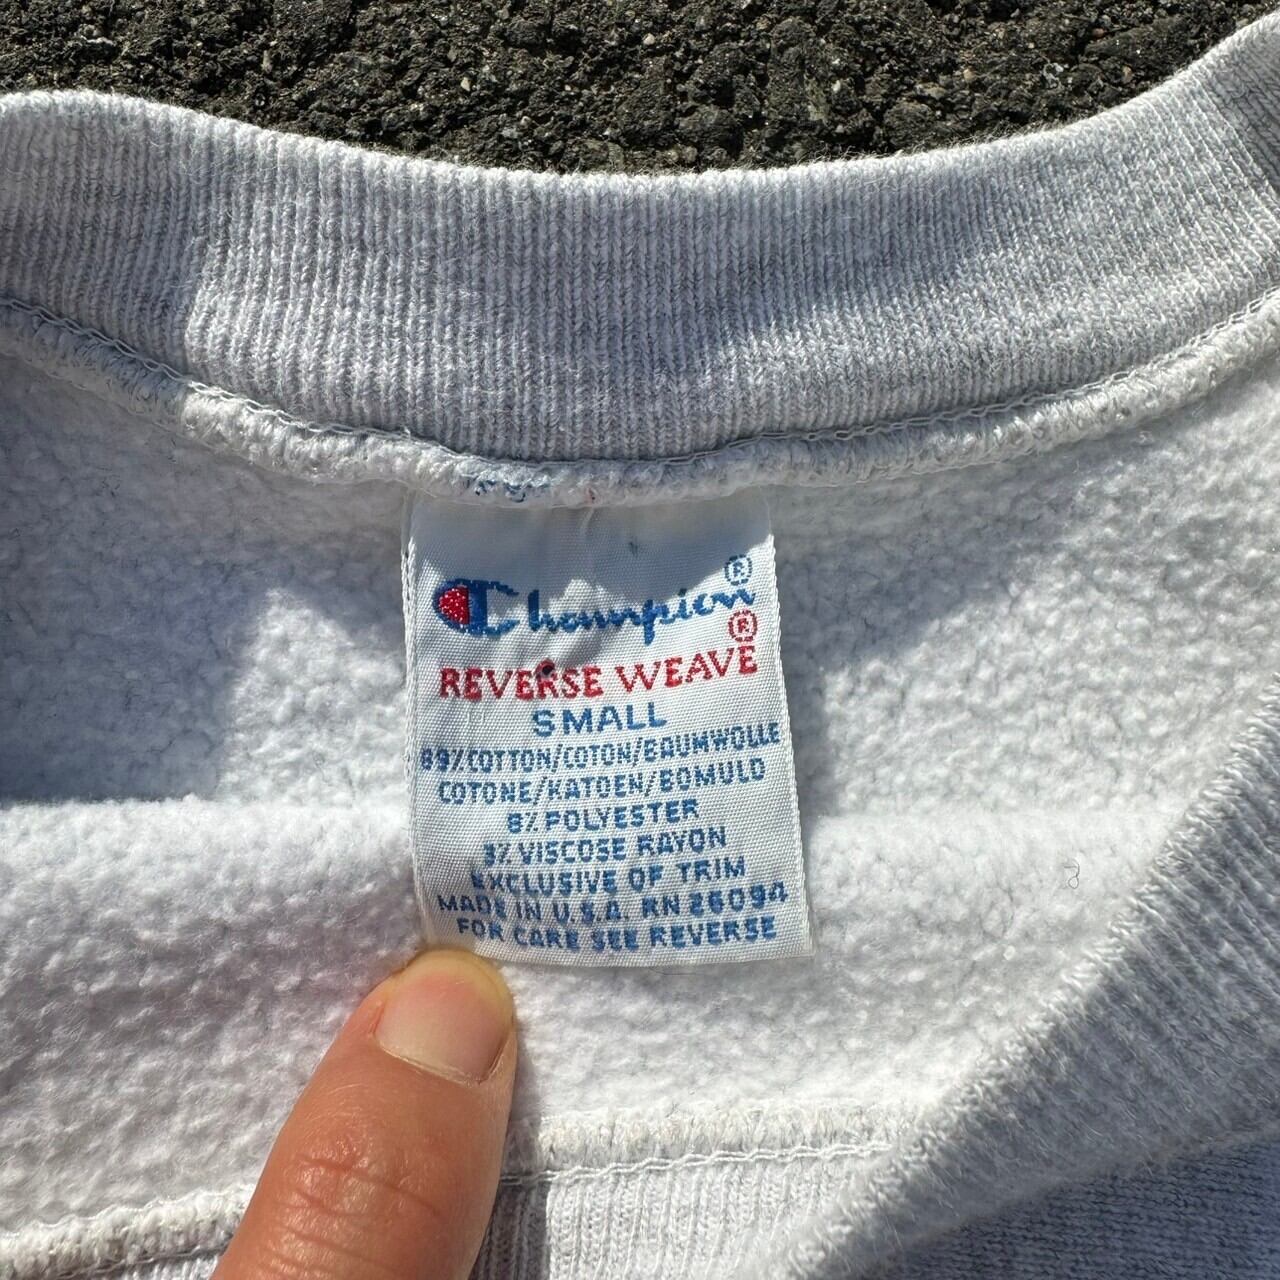 Champion®
REVERSE WEAVE®
SMALL
89% COTTON/COTON/BAUMWOLLE
COTONE/KATOEN/BOMULD
8% POLYESTER
3% VISCOSE RAYON
EXCLUSIVE OF TRIM
MADE IN U.S.A. RN 26094
FOR CARE SEE REVERSE